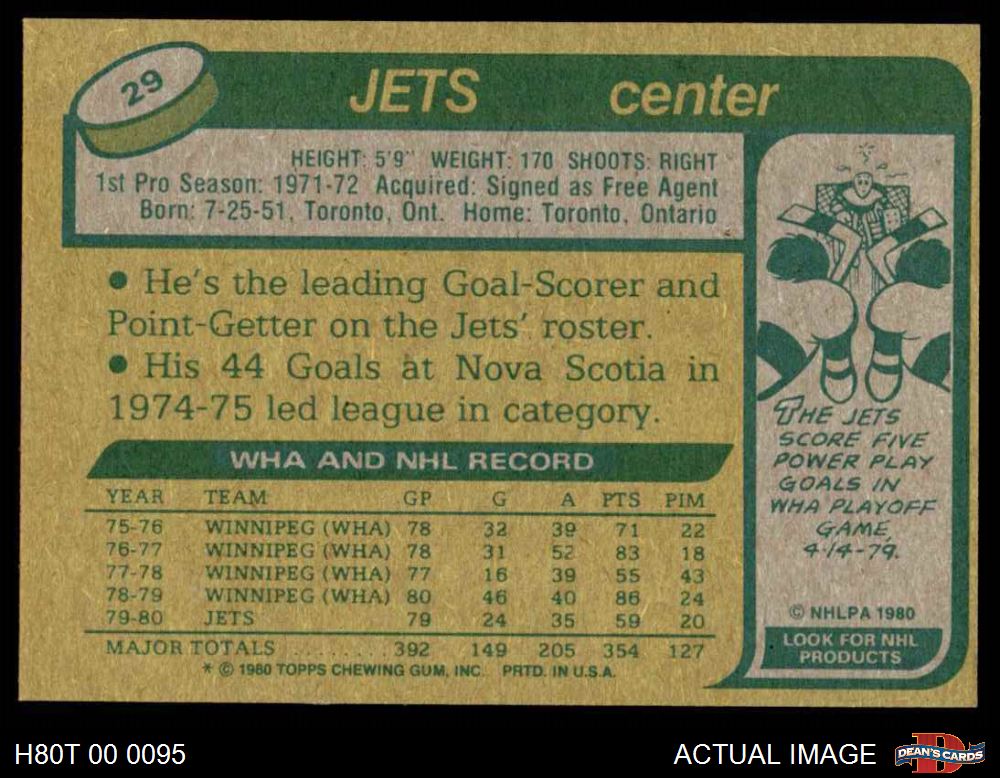 29
JETS center
HEIGHT: 5'9" WEIGHT: 170 SHOOTS: RIGHT
1st Pro Season: 1971-72 Acquired: Signed as Free Agent
Born: 7-25-51, Toronto, Ont. Home: Toronto, Ontario
• He's the leading Goal-Scorer and
Point-Getter on the Jets' roster.
• His 44 Goals at Nova Scotia in
1974-75 led league in category.
WHA AND NHL RECORD
YEAR TEAM GP G A PTS PIM
75-76 WINNIPEG (WHA) 78 32 39 71 22
76-77 WINNIPEG (WHA) 78 31 52 83 18
77-78 WINNIPEG (WHA) 77 16 39 55 43
78-79 WINNIPEG (WHA) 80 46 40 86 24
79-80 JETS 79 24 35 59 20
MAJOR TOTALS ........ 392 149 205 354 127
* © 1980 TOPPS CHEWING GUM, INC. PRTD. IN U.S.A.
THE JETS
SCORE FIVE
POWER PLAY
GOALS IN
WHA PLAYOFF
GAME,
4-14-79.
© NHLPA 1980
LOOK FOR NHL
PRODUCTS
H80T 00 0095
ACTUAL IMAGE
DEAN'S CARDS